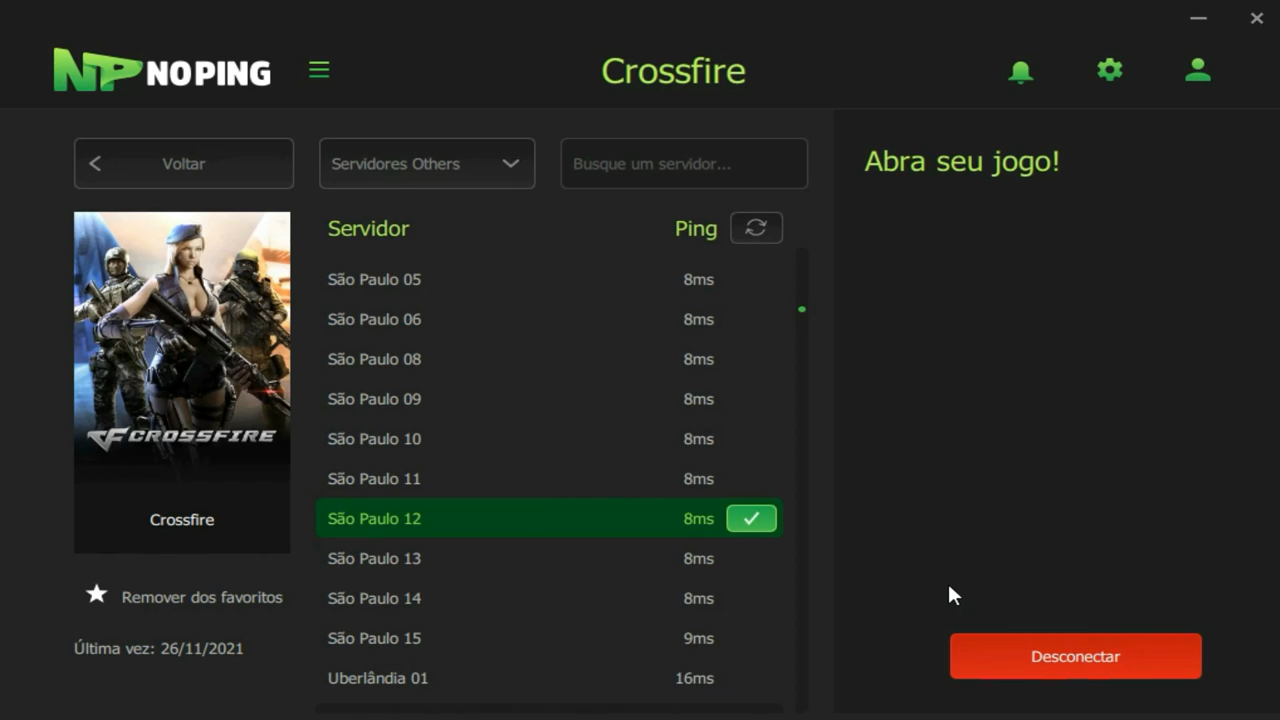 NP NOPING
Crossfire
Voltar
Servidores Others
Busque um servidor...
Abra seu jogo!
Servidor Ping
São Paulo 05 8ms
São Paulo 06 8ms
São Paulo 08 8ms
São Paulo 09 8ms
São Paulo 10 8ms
São Paulo 11 8ms
São Paulo 12 8ms
São Paulo 13 8ms
São Paulo 14 8ms
São Paulo 15 9ms
Uberlândia 01 16ms
CF CROSSFIRE
Crossfire
Remover dos favoritos
Última vez: 26/11/2021
Desconectar